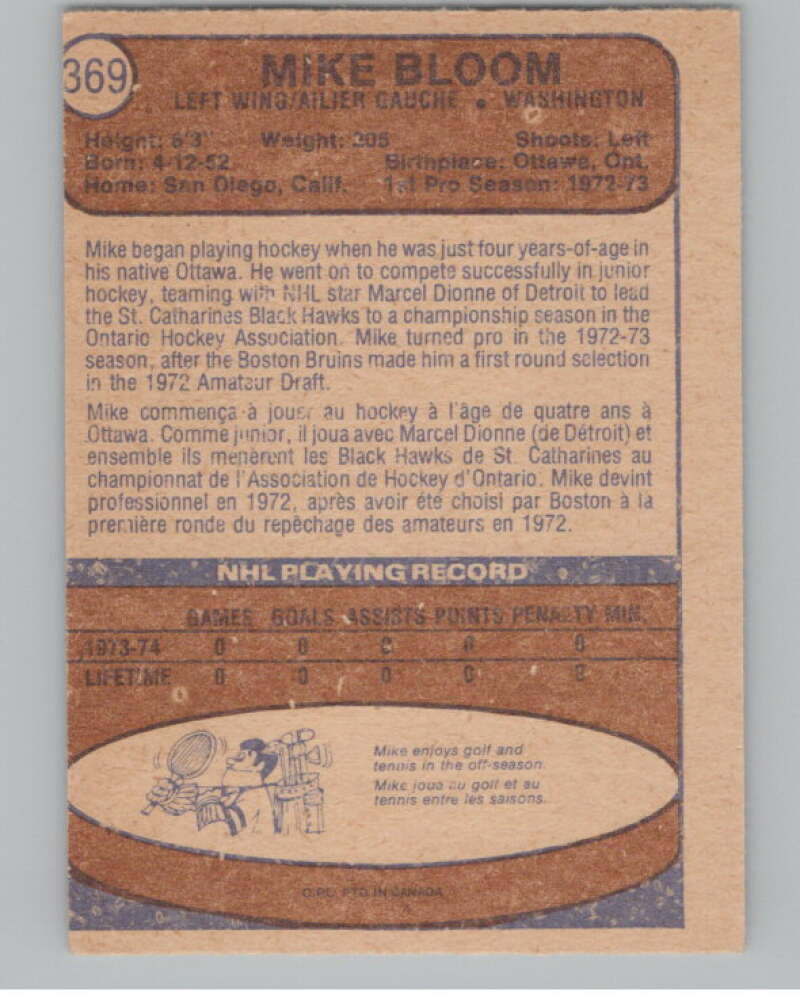 369
MIKE BLOOM
LEFT WING/AILIER GAUCHE • WASHINGTON
Height: 6'3" Weight: 205 Shoots: Left
Born: 4-12-52 Birthplace: Ottawa, Ont.
Home: San Diego, Calif. 1st Pro Season: 1972-73
Mike began playing hockey when he was just four years-of-age in
his native Ottawa. He went on to compete successfully in junior
hockey, teaming with NHL star Marcel Dionne of Detroit to lead
the St. Catharines Black Hawks to a championship season in the
Ontario Hockey Association. Mike turned pro in the 1972-73
season, after the Boston Bruins made him a first round selection
in the 1972 Amateur Draft.
Mike commença à jouer au hockey à l'âge de quatre ans à
Ottawa. Comme junior, il joua avec Marcel Dionne (de Détroit) et
ensemble ils menèrent les Black Hawks de St. Catharines au
championnat de l'Association de Hockey d'Ontario. Mike devint
professionnel en 1972, après avoir été choisi par Boston à la
première ronde du repêchage des amateurs en 1972.
NHL PLAYING RECORD
GAMES GOALS ASSISTS POINTS PENALTY MIN.
1973-74 0 0 0 0 0
LIFETIME 0 0 0 0 0
Mike enjoys golf and
tennis in the off-season.
Mike joua au golf et au
tennis entre les saisons.
O.P.C. PTD IN CANADA